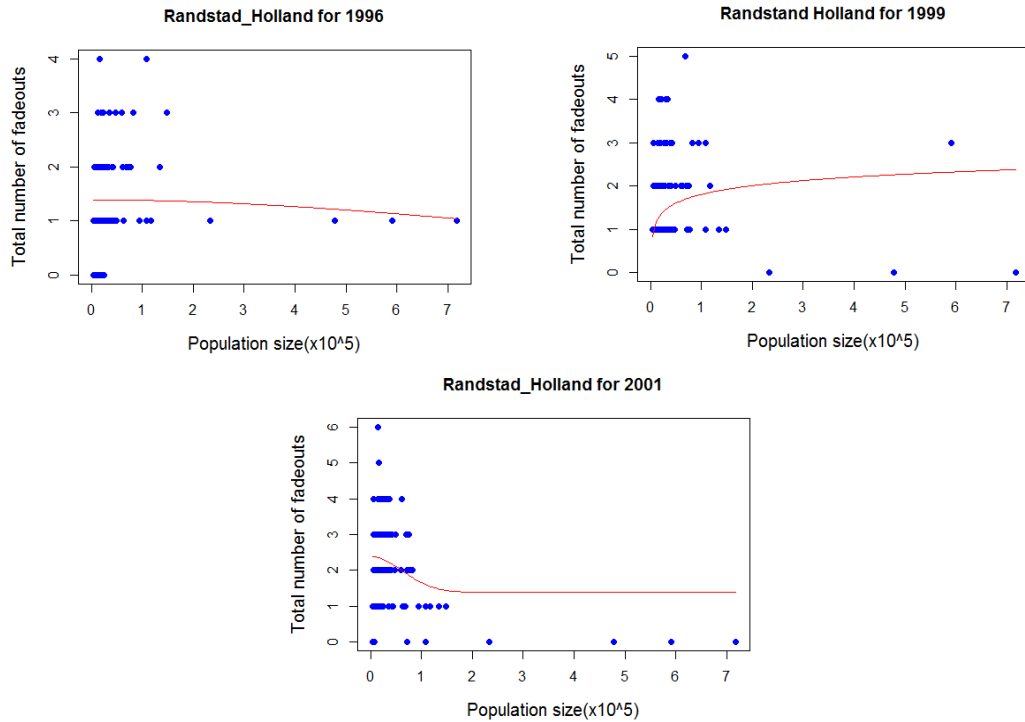 Randstad_Holland for 1996
Total number of fadeouts
4
3
2
1
0
0 1 2 3 4 5 6 7
Population size(x10^5)
Randstand Holland for 1999
Total number of fadeouts
5
4
3
2
1
0
0 1 2 3 4 5 6 7
Population size(x10^5)
Randstad_Holland for 2001
Total number of fadeouts
6
5
4
3
2
1
0
0 1 2 3 4 5 6 7
Population size(x10^5)